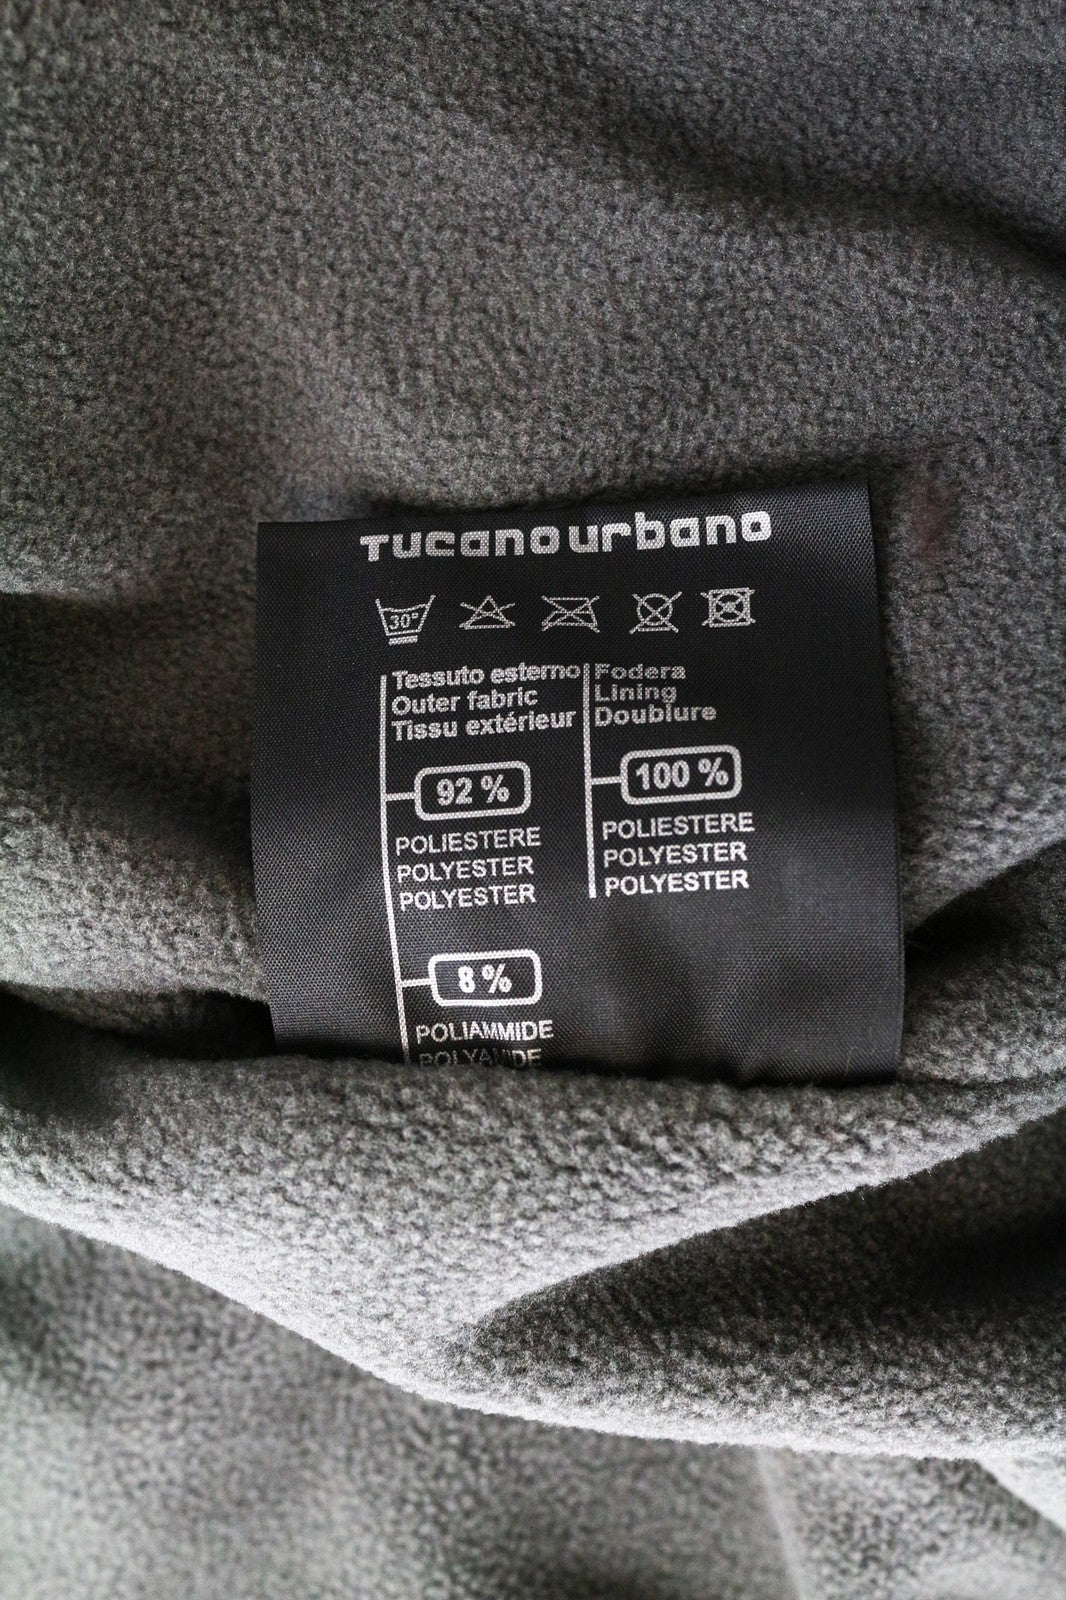 Tucanourbano
30°
Tessuto esterno
Outer fabric
Tissu extérieur
92 %
POLIESTERE
POLYESTER
POLYESTER
8 %
POLIAMMIDE
POLYAMIDE
Fodera
Lining
Doublure
100 %
POLIESTERE
POLYESTER
POLYESTER